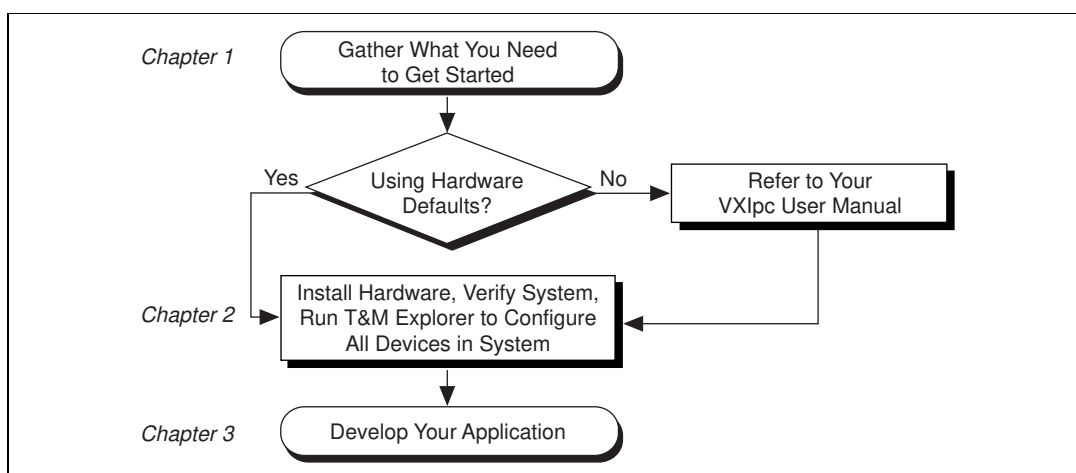 Chapter 1
Gather What You Need
to Get Started
Yes
Using Hardware
Defaults?
No
Refer to Your
VXIpc User Manual
Chapter 2
Install Hardware, Verify System,
Run T&M Explorer to Configure
All Devices in System
Chapter 3
Develop Your Application